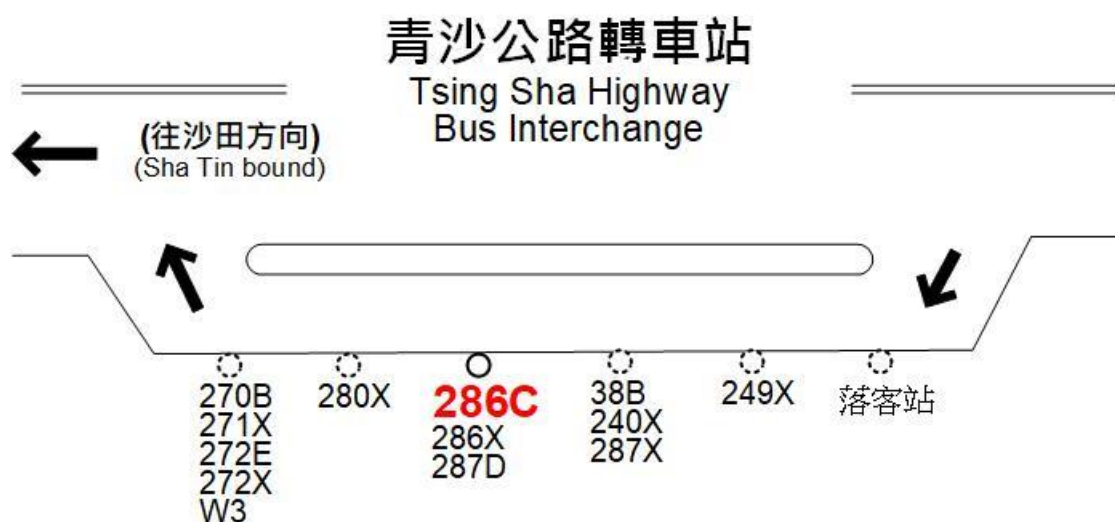 青沙公路轉車站
Tsing Sha Highway
Bus Interchange
(往沙田方向)
(Sha Tin bound)
270B
271X
272E
272X
W3
280X
286C
286X
287D
38B
240X
287X
249X
落客站